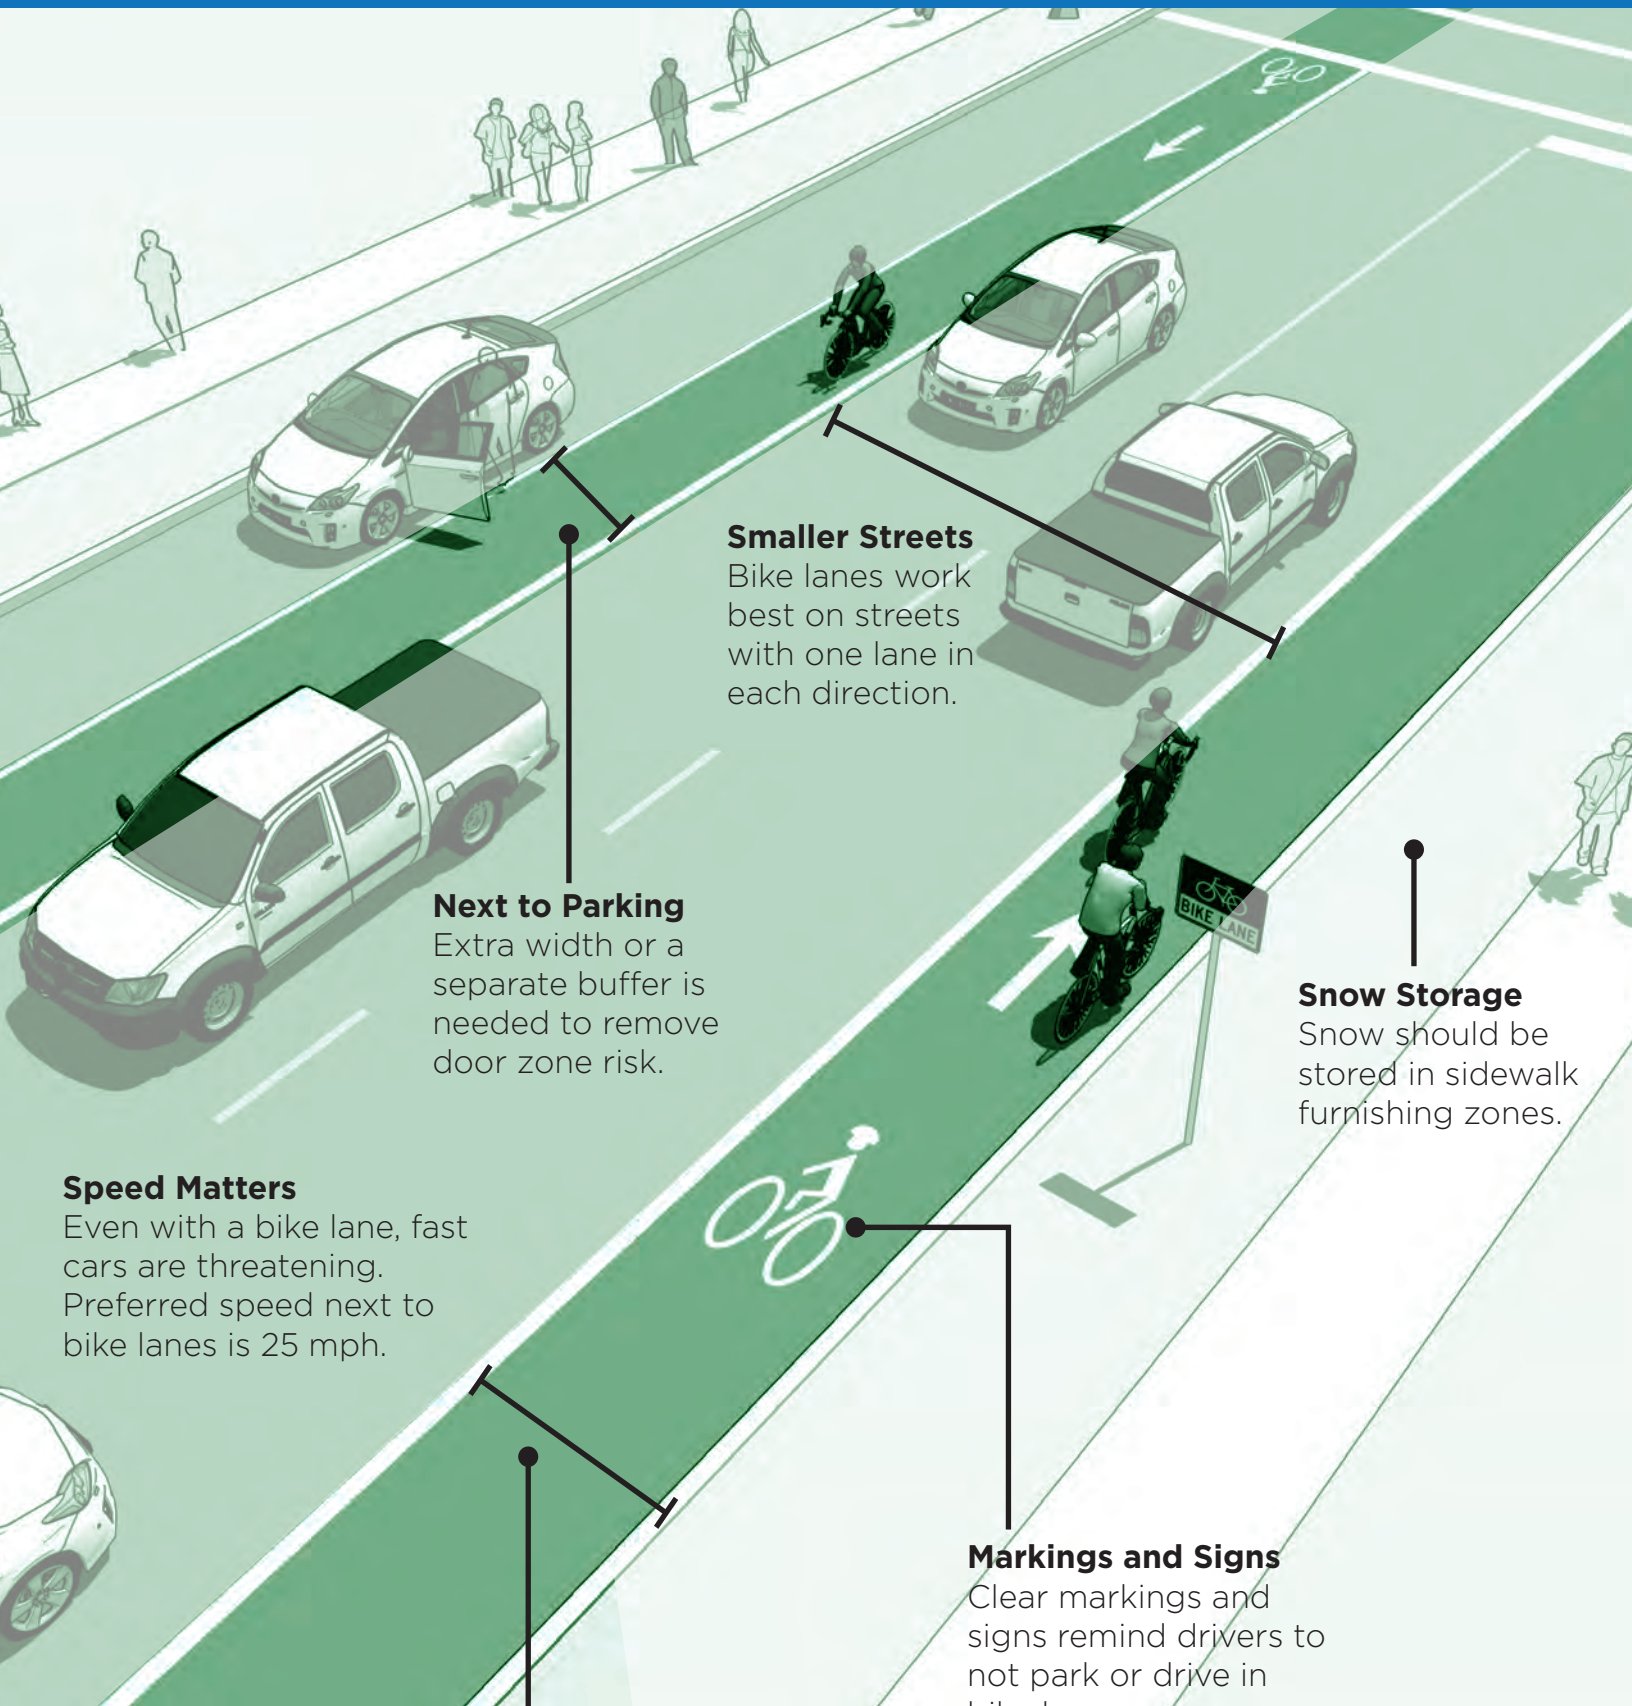 Smaller Streets
Bike lanes work
best on streets
with one lane in
each direction.
Next to Parking
Extra width or a
separate buffer is
needed to remove
door zone risk.
BIKE LANE
Snow Storage
Snow should be
stored in sidewalk
furnishing zones.
Speed Matters
Even with a bike lane, fast
cars are threatening.
Preferred speed next to
bike lanes is 25 mph.
Markings and Signs
Clear markings and
signs remind drivers to
not park or drive in